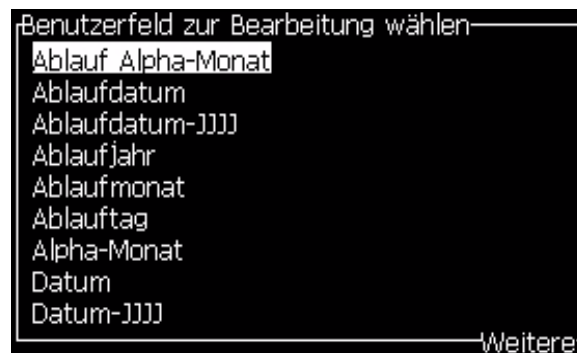 Benutzerfeld zur Bearbeitung wählen
Ablauf Alpha-Monat
Ablaufdatum
Ablaufdatum-JJJJ
Ablaufjahr
Ablaufmonat
Ablauftag
Alpha-Monat
Datum
Datum-JJJJ
Weitere